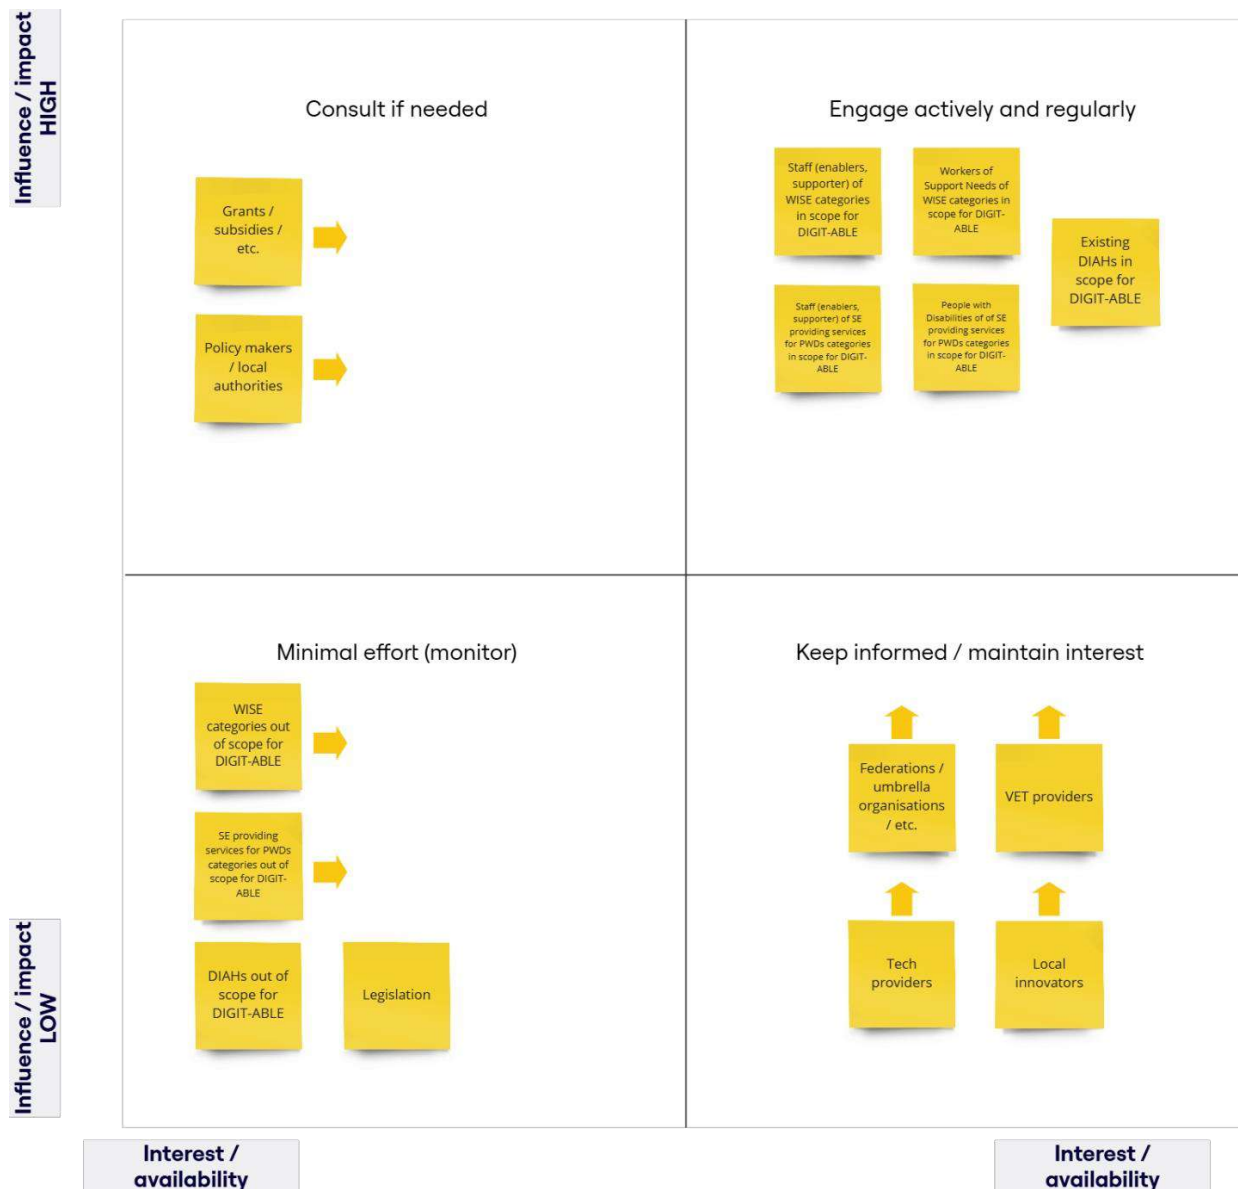 Influence / impact
HIGH
Consult if needed
Grants /
subsidies /
etc.
Policy makers
/ local
authorities
Engage actively and regularly
Staff (enablers,
supporter) of
WISE categories
in scope for
DIGIT-ABLE
Workers of
Support Needs of
WISE categories in
scope for DIGIT-
ABLE
Existing
DIAHs in
scope for
DIGIT-ABLE
Staff (enablers,
supporter) of SE
providing services
for PWDs categories
in scope for DIGIT-
ABLE
People with
Disabilities of of SE
providing services
for PWDs categories
in scope for DIGIT-
ABLE
Minimal effort (monitor)
WISE
categories out
of scope for
DIGIT-ABLE
SE providing
services for PWDs
categories out of
scope for DIGIT-
ABLE
DIAHs out of
scope for
DIGIT-ABLE
Legislation
Keep informed / maintain interest
Federations /
umbrella
organisations
/ etc.
VET providers
Tech
providers
Local
innovators
Influence / impact
LOW
Interest /
availability
Interest /
availability